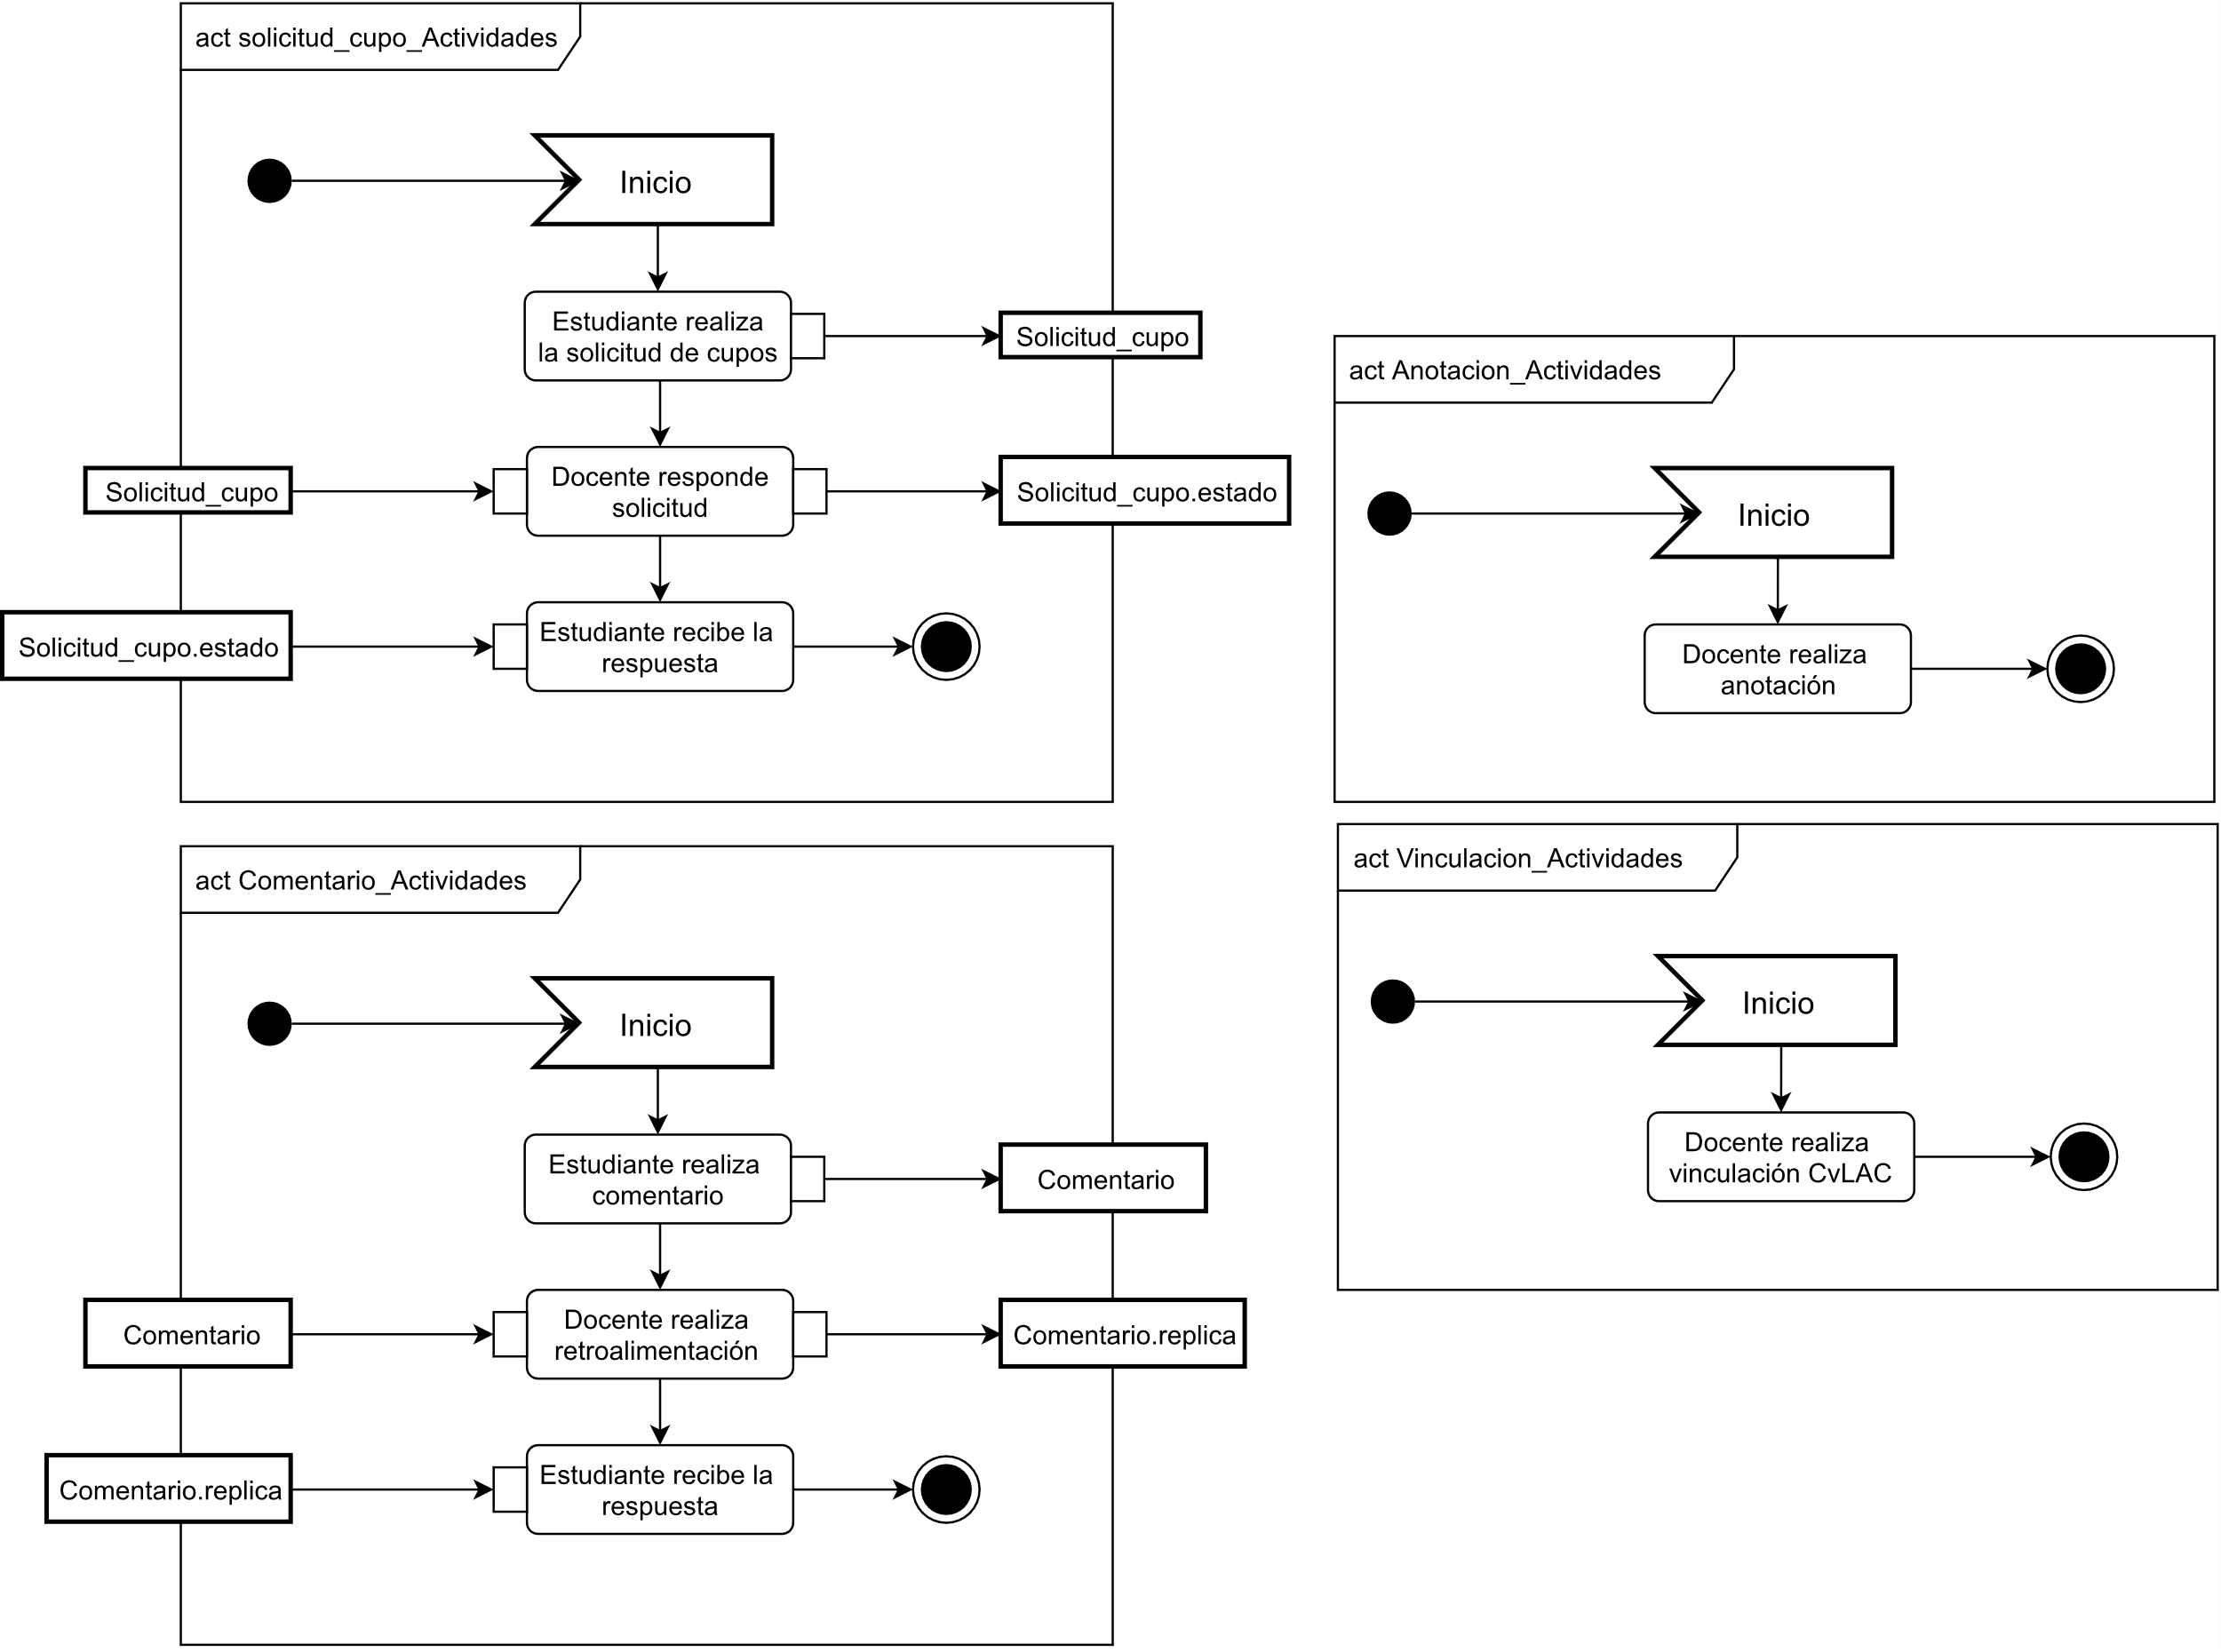 act solicitud_cupo_Actividades
Inicio
Estudiante realiza
la solicitud de cupos
Solicitud_cupo
Solicitud_cupo
Docente responde
solicitud
Solicitud_cupo.estado
Solicitud_cupo.estado
Estudiante recibe la
respuesta
act Anotacion_Actividades
Inicio
Docente realiza
anotación
act Comentario_Actividades
Inicio
Estudiante realiza
comentario
Comentario
Comentario
Docente realiza
retroalimentación
Comentario.replica
Comentario.replica
Estudiante recibe la
respuesta
act Vinculacion_Actividades
Inicio
Docente realiza
vinculación CvLAC